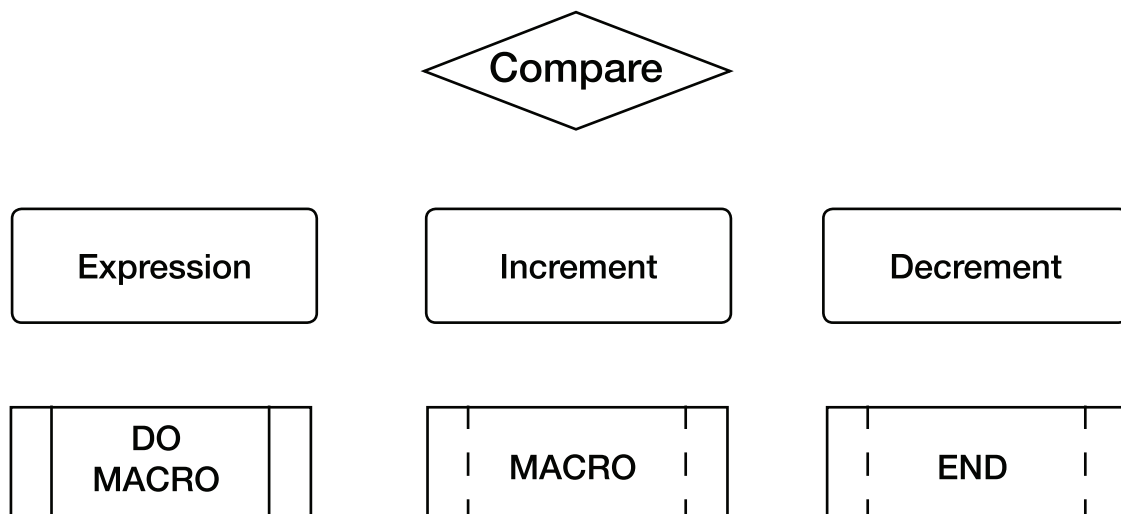 Compare
Expression
Increment
Decrement
DO
MACRO
MACRO
END